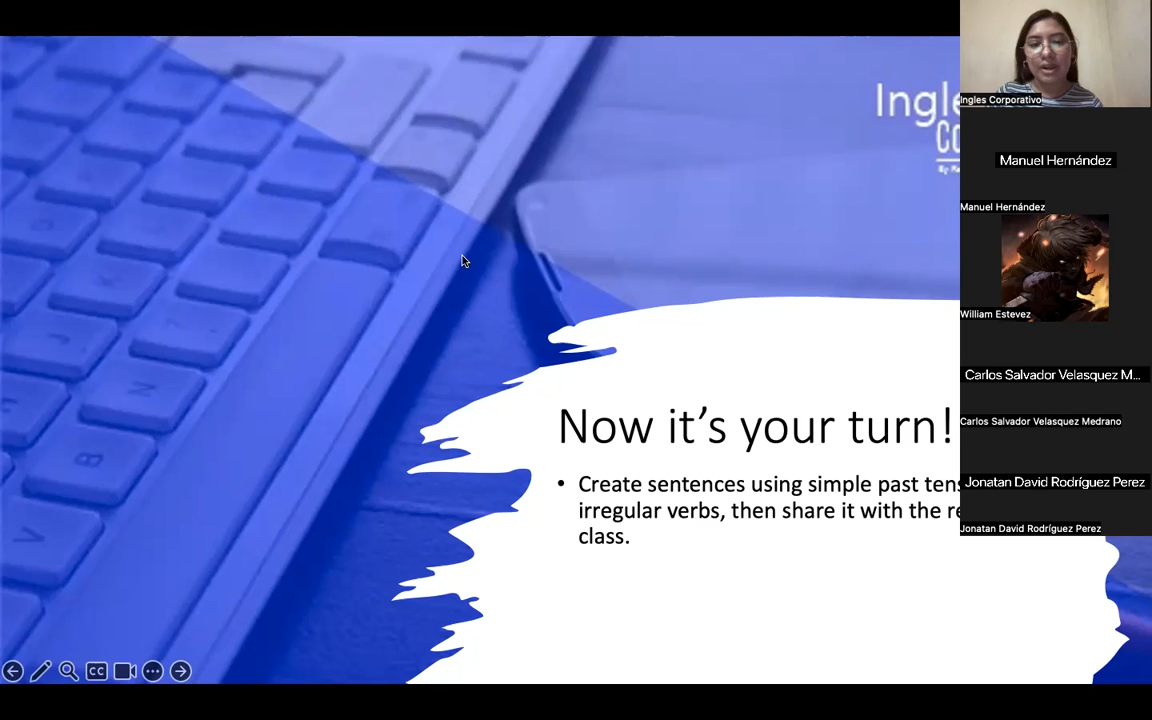 Ingle
Co
By
Now it's your turn!
• Create sentences using simple past tens
irregular verbs, then share it with the re
class.
CC
Ingles Corporativo
Manuel Hernández
Manuel Hernández
William Estevez
Carlos Salvador Velasquez M...
Carlos Salvador Velasquez Medrano
Jonatan David Rodríguez Perez
Jonatan David Rodríguez Perez